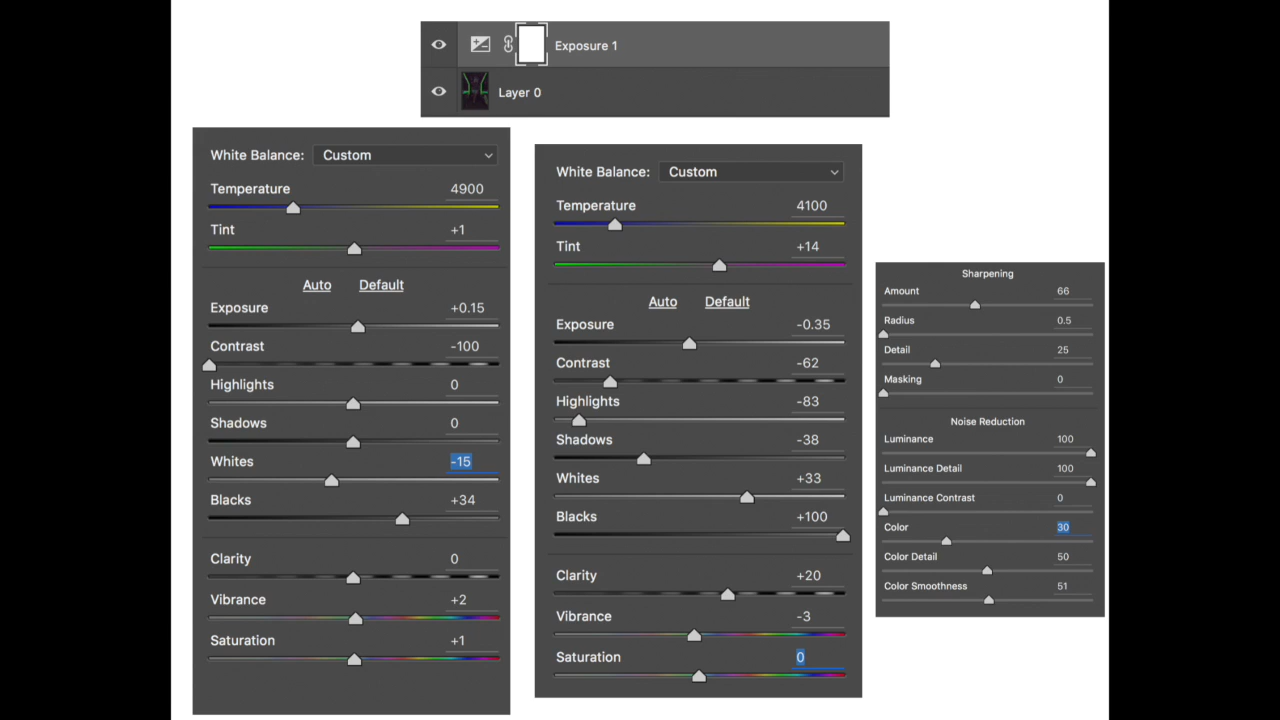 Exposure 1
Layer 0
White Balance: Custom
Temperature 4900
Tint +1
Auto Default
Exposure +0.15
Contrast -100
Highlights 0
Shadows 0
Whites -15
Blacks +34
Clarity 0
Vibrance +2
Saturation +1
White Balance: Custom
Temperature 4100
Tint +14
Auto Default
Exposure -0.35
Contrast -62
Highlights -83
Shadows -38
Whites +33
Blacks +100
Clarity +20
Vibrance -3
Saturation 0
Sharpening
Amount 66
Radius 0.5
Detail 25
Masking 0
Noise Reduction
Luminance 100
Luminance Detail 100
Luminance Contrast 0
Color 30
Color Detail 50
Color Smoothness 51